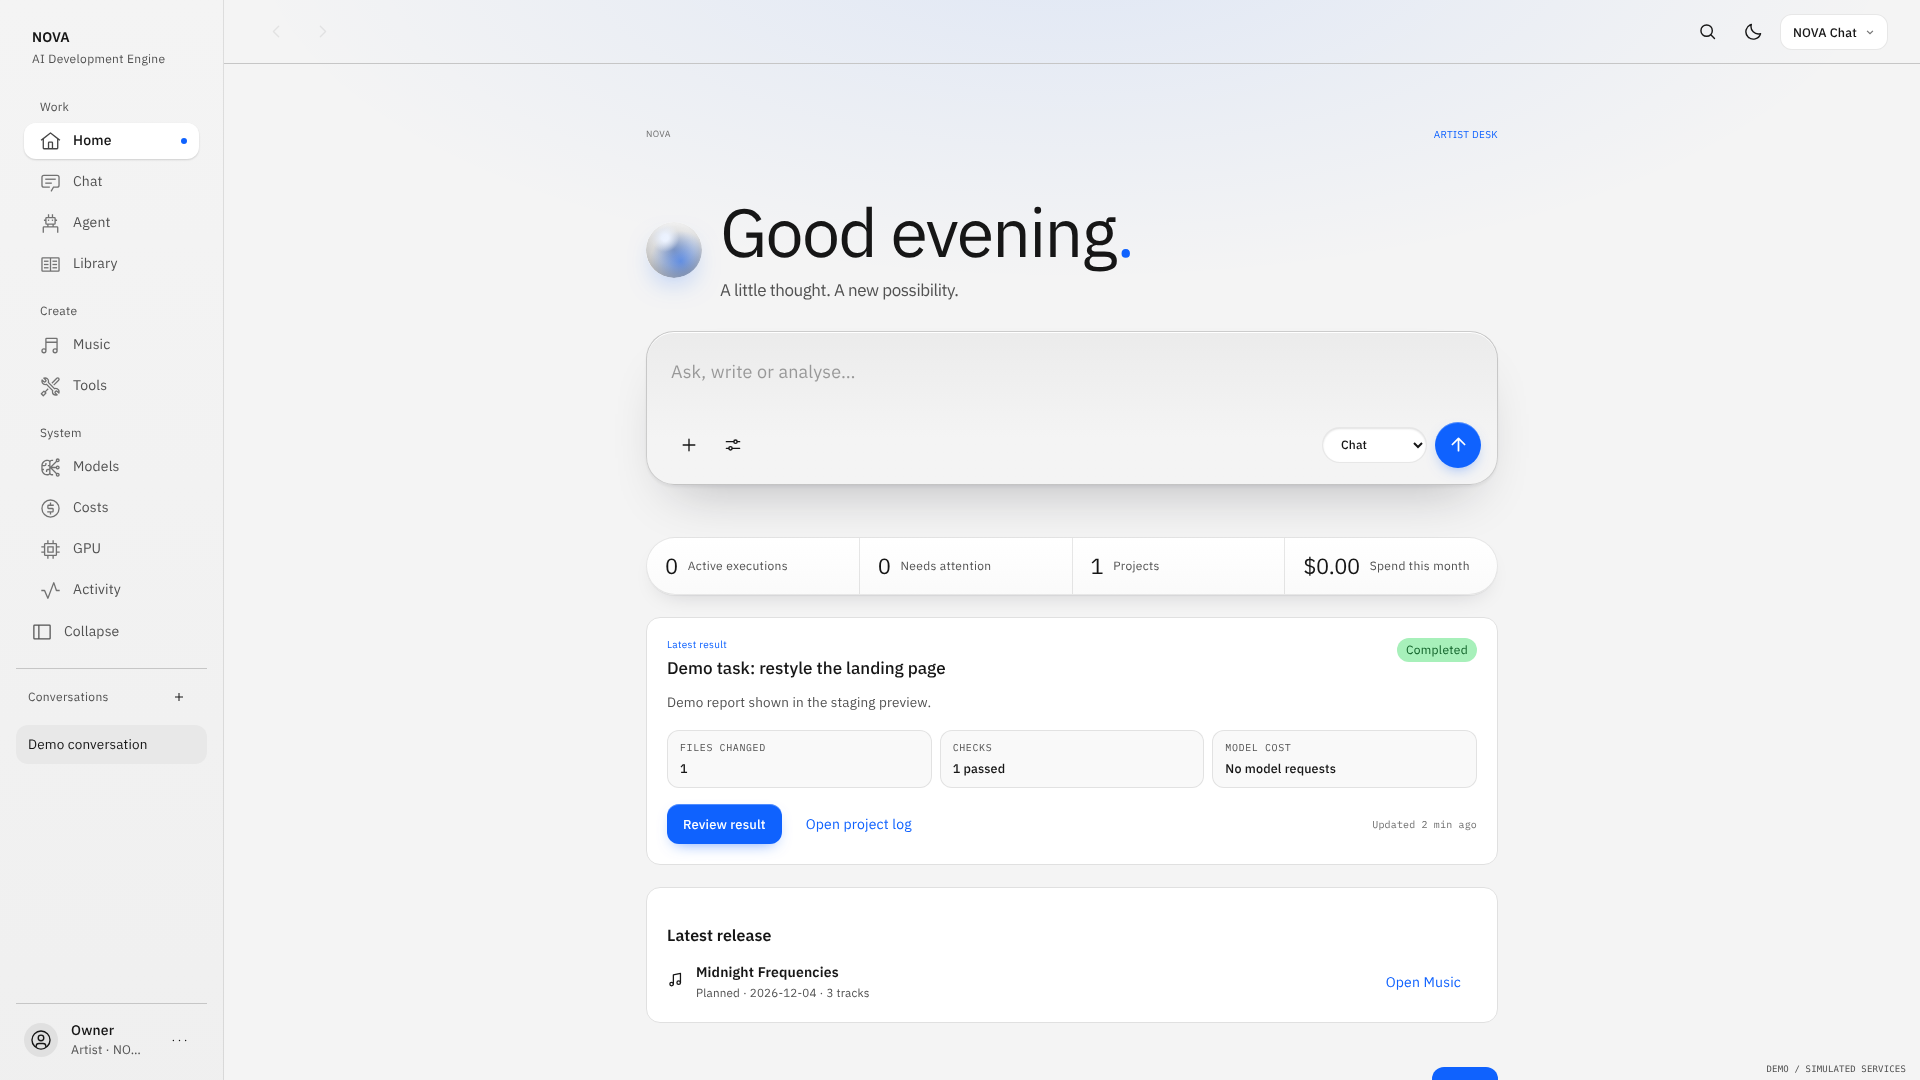 NOVA
AI Development Engine
Work
Home
Chat
Agent
Library
Create
Music
Tools
System
Models
Costs
GPU
Activity
Collapse
Conversations
+
Demo conversation
Owner
Artist · NO...
...
NOVA Chat
NOVA
ARTIST DESK
Good evening.
A little thought. A new possibility.
Ask, write or analyse...
Chat
0 Active executions
0 Needs attention
1 Projects
$0.00 Spend this month
Latest result
Completed
Demo task: restyle the landing page
Demo report shown in the staging preview.
FILES CHANGED
1
CHECKS
1 passed
MODEL COST
No model requests
Review result
Open project log
Updated 2 min ago
Latest release
Midnight Frequencies
Planned · 2026-12-04 · 3 tracks
Open Music
DEMO / SIMULATED SERVICES